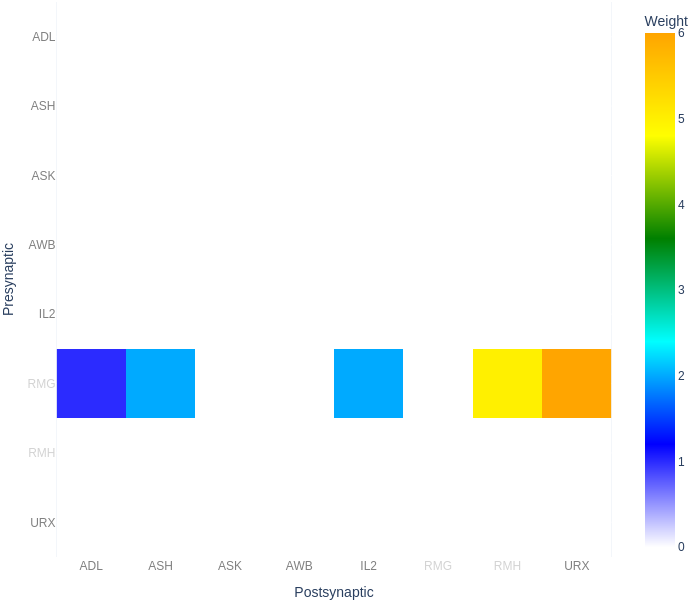 Weight
6
5
4
3
2
1
0
Presynaptic
ADL
ASH
ASK
AWB
IL2
RMG
RMH
URX
ADL ASH ASK AWB IL2 RMG RMH URX
Postsynaptic